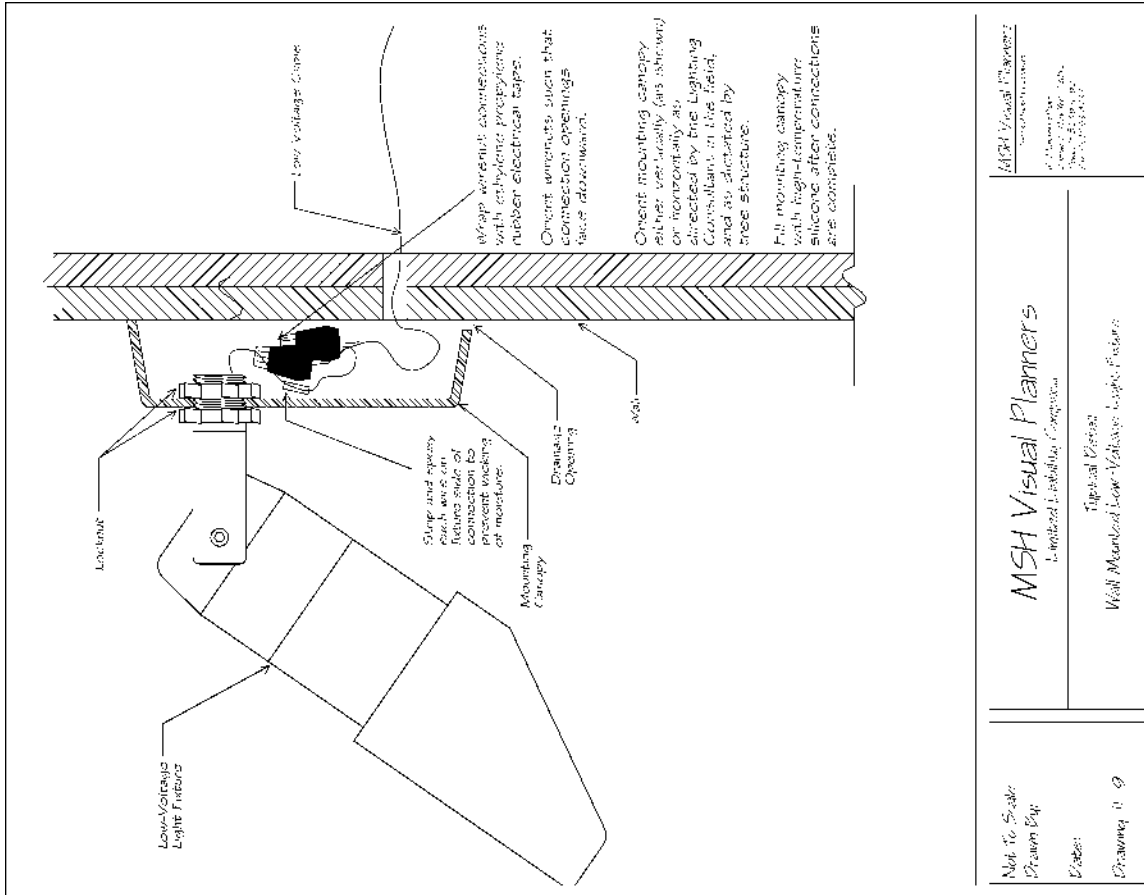 Low Voltage
Wrap wirenut connections
with ethylene propylene
rubber electrical tape.
Orient wirenuts such that
connection openings
face downward.
Orient mounting canopy
either vertically (as shown)
or horizontally as
directed by the Lighting
Consultant in the field,
and as dictated by
tree structure.
Fill mounting canopy
with high-temperature
silicone after connections
are complete.
Locknut
Strip and epoxy
each wire on
fixture side of
connection to
prevent wicking
of moisture.
Drainage
Opening
Wall
Mounting
Canopy
Low-Voltage
Light Fixture
MSH Visual Planners
MSH Visual Planners
Limited Liability Company
Typical Detail
Wall Mounted Low-Voltage Light Fixture
Not To Scale
Drawn By:
Date:
Drawing # 9